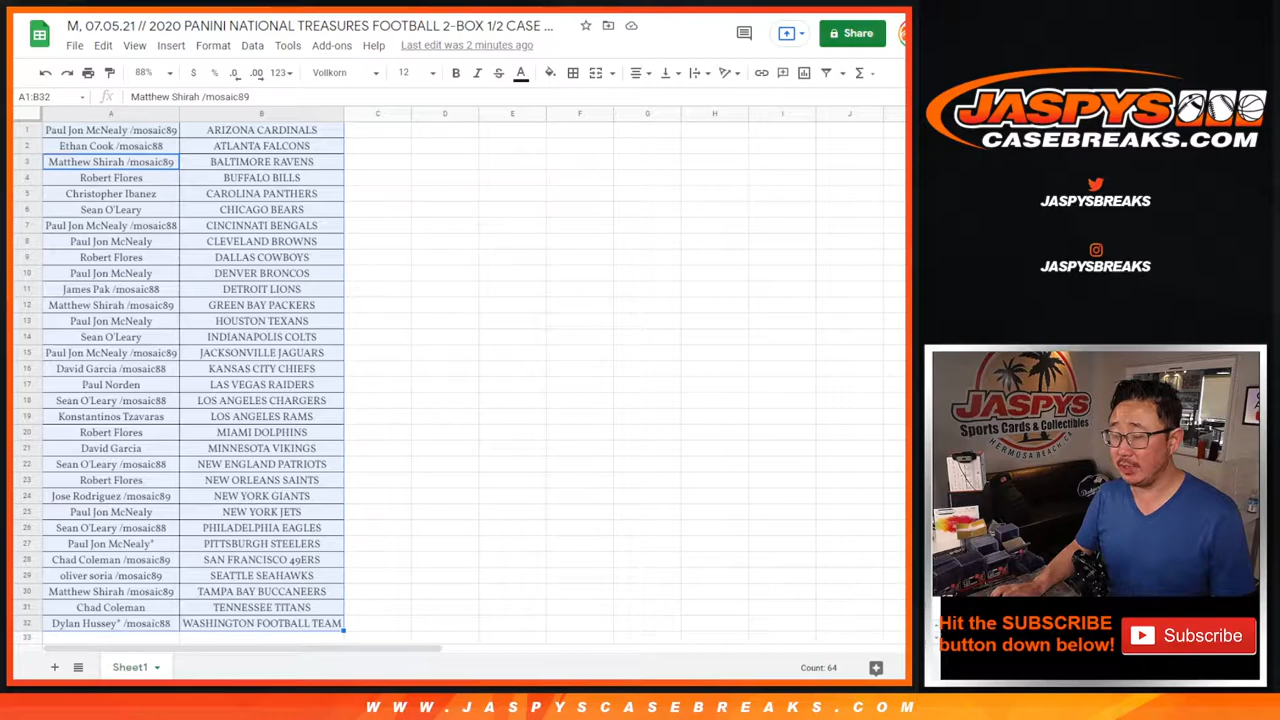 M, 07.05.21 // 2020 PANINI NATIONAL TREASURES FOOTBALL 2-BOX 1/2 CASE ...
File Edit View Insert Format Data Tools Add-ons Help Last edit was 2 minutes ago
Share
88% $ % .0 .00 123 Vollkorn 12 B I S A
A1:B32 fx Matthew Shirah /mosaic89
A B C D E F G H I J
1 Paul Jon McNealy /mosaic89 ARIZONA CARDINALS
2 Ethan Cook /mosaic88 ATLANTA FALCONS
3 Matthew Shirah /mosaic89 BALTIMORE RAVENS
4 Robert Flores BUFFALO BILLS
5 Christopher Ibanez CAROLINA PANTHERS
6 Sean O'Leary CHICAGO BEARS
7 Paul Jon McNealy /mosaic88 CINCINNATI BENGALS
8 Paul Jon McNealy CLEVELAND BROWNS
9 Robert Flores DALLAS COWBOYS
10 Paul Jon McNealy DENVER BRONCOS
11 James Pak /mosaic88 DETROIT LIONS
12 Matthew Shirah /mosaic89 GREEN BAY PACKERS
13 Paul Jon McNealy HOUSTON TEXANS
14 Sean O'Leary INDIANAPOLIS COLTS
15 Paul Jon McNealy /mosaic89 JACKSONVILLE JAGUARS
16 David Garcia /mosaic88 KANSAS CITY CHIEFS
17 Paul Norden LAS VEGAS RAIDERS
18 Sean O'Leary /mosaic88 LOS ANGELES CHARGERS
19 Konstantinos Tzavaras LOS ANGELES RAMS
20 Robert Flores MIAMI DOLPHINS
21 David Garcia MINNESOTA VIKINGS
22 Sean O'Leary /mosaic88 NEW ENGLAND PATRIOTS
23 Robert Flores NEW ORLEANS SAINTS
24 Jose Rodriguez /mosaic89 NEW YORK GIANTS
25 Paul Jon McNealy NEW YORK JETS
26 Sean O'Leary /mosaic88 PHILADELPHIA EAGLES
27 Paul Jon McNealy* PITTSBURGH STEELERS
28 Chad Coleman /mosaic89 SAN FRANCISCO 49ERS
29 oliver soria /mosaic89 SEATTLE SEAHAWKS
30 Matthew Shirah /mosaic89 TAMPA BAY BUCCANEERS
31 Chad Coleman TENNESSEE TITANS
32 Dylan Hussey* /mosaic88 WASHINGTON FOOTBALL TEAM
33
Sheet1 Count: 64
JASPYS
CASEBREAKS.COM
JASPYSBREAKS
JASPYSBREAKS
JASPYS
Sports Cards & Collectibles
HERMOSA BEACH CA
Hit the SUBSCRIBE
button down below!
Subscribe
WWW.JASPYSCASEBREAKS.COM